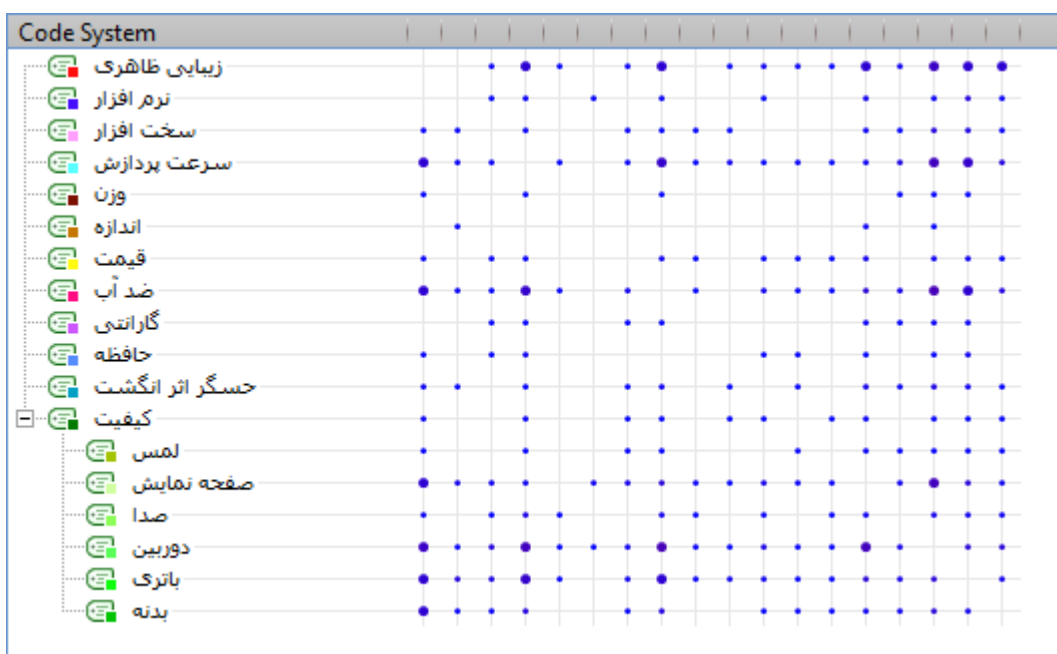 Code System
زیبایی ظاهری
نرم افزار
سخت افزار
سرعت پردازش
وزن
اندازه
قیمت
ضد آب
گارانتی
حافظه
حسگر اثر انگشت
کیفیت
لمس
صفحه نمایش
صدا
دوربین
باتری
بدنه